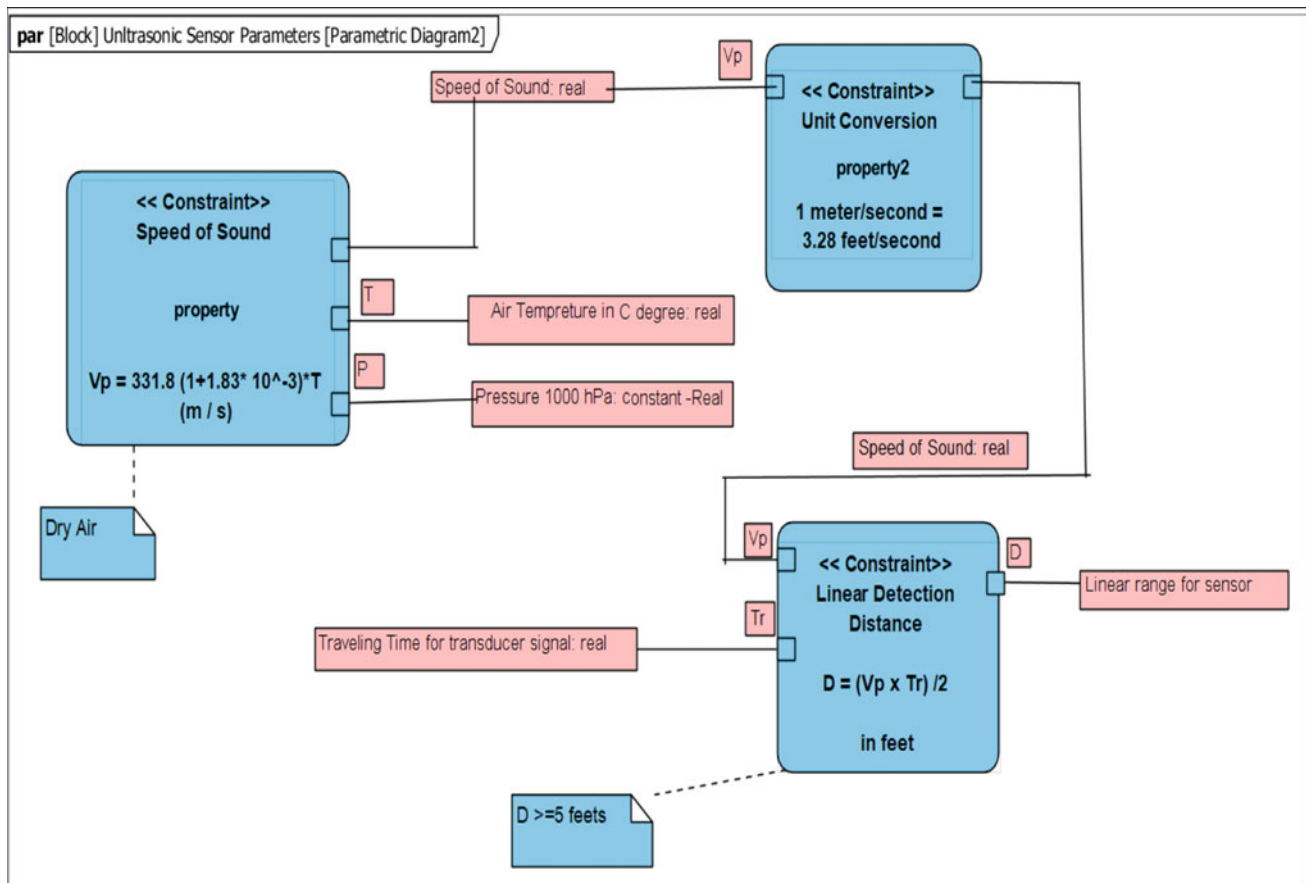 par [Block] Unltrasonic Sensor Parameters [Parametric Diagram2]
Vp
Speed of Sound: real
<< Constraint>>
Unit Conversion
property2
1 meter/second =
3.28 feet/second
<< Constraint>>
Speed of Sound
property
Vp = 331.8 (1+1.83* 10^-3)*T
(m / s)
T
Air Tempreture in C degree: real
P
Pressure 1000 hPa: constant -Real
Dry Air
Speed of Sound: real
Vp
<< Constraint>>
Linear Detection
Distance
D = (Vp x Tr) /2
in feet
D
Linear range for sensor
Tr
Traveling Time for transducer signal: real
D >=5 feets